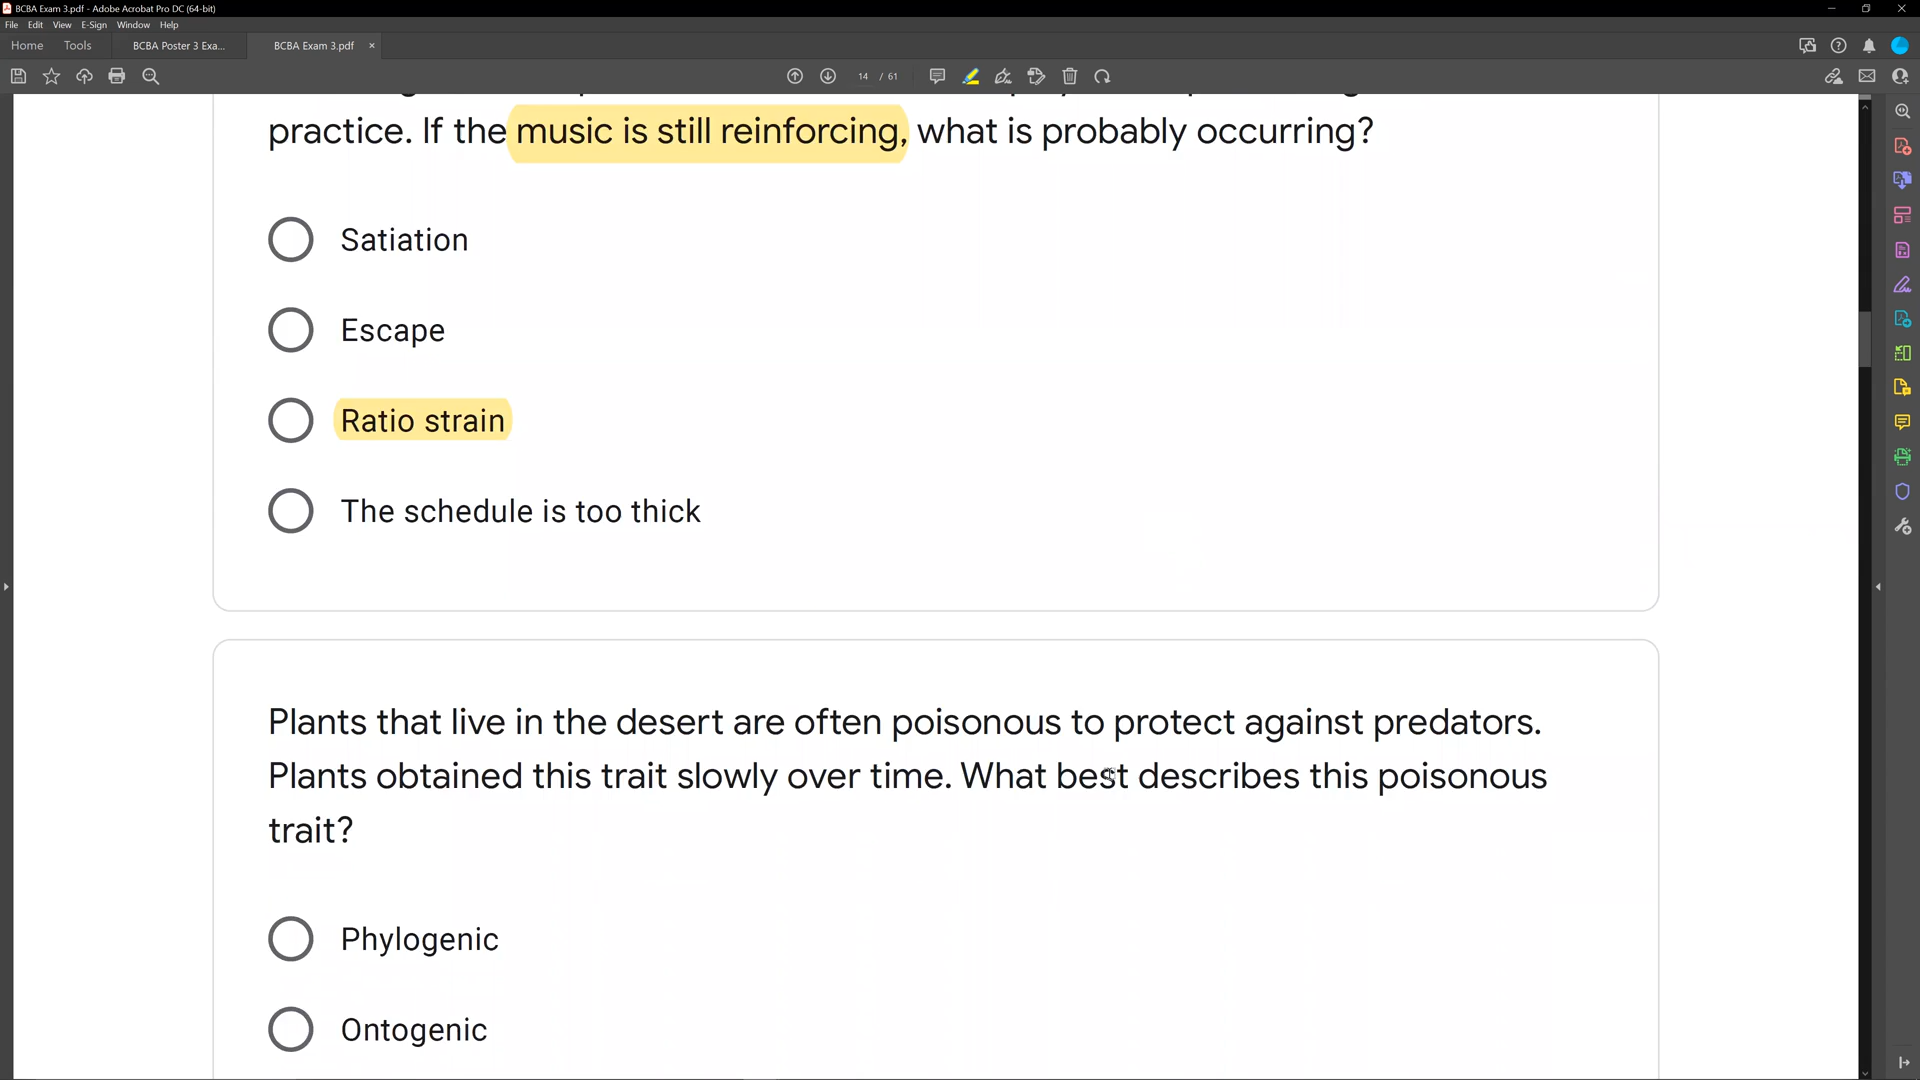 BCBA Exam 3.pdf - Adobe Acrobat Pro DC (64-bit)
File Edit View E-Sign Window Help
Home Tools BCBA Poster 3 Exa... BCBA Exam 3.pdf ×
14 / 61
practice. If the music is still reinforcing, what is probably occurring?
Satiation
Escape
Ratio strain
The schedule is too thick
Plants that live in the desert are often poisonous to protect against predators.
Plants obtained this trait slowly over time. What best describes this poisonous
trait?
Phylogenic
Ontogenic